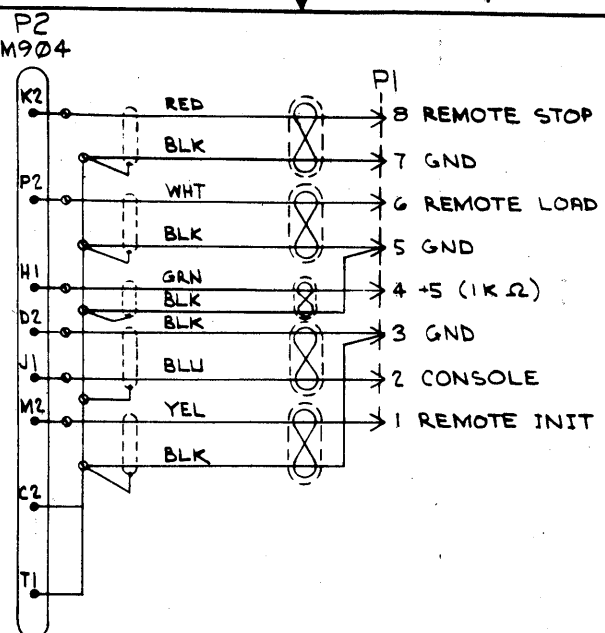 P2
M904
P1
K2 RED 8 REMOTE STOP
BLK 7 GND
P2 WHT 6 REMOTE LOAD
BLK 5 GND
H1 GRN 4 +5 (1K Ω)
BLK
D2 BLK 3 GND
J1 BLU 2 CONSOLE
M2 YEL 1 REMOTE INIT
BLK
C2
T1